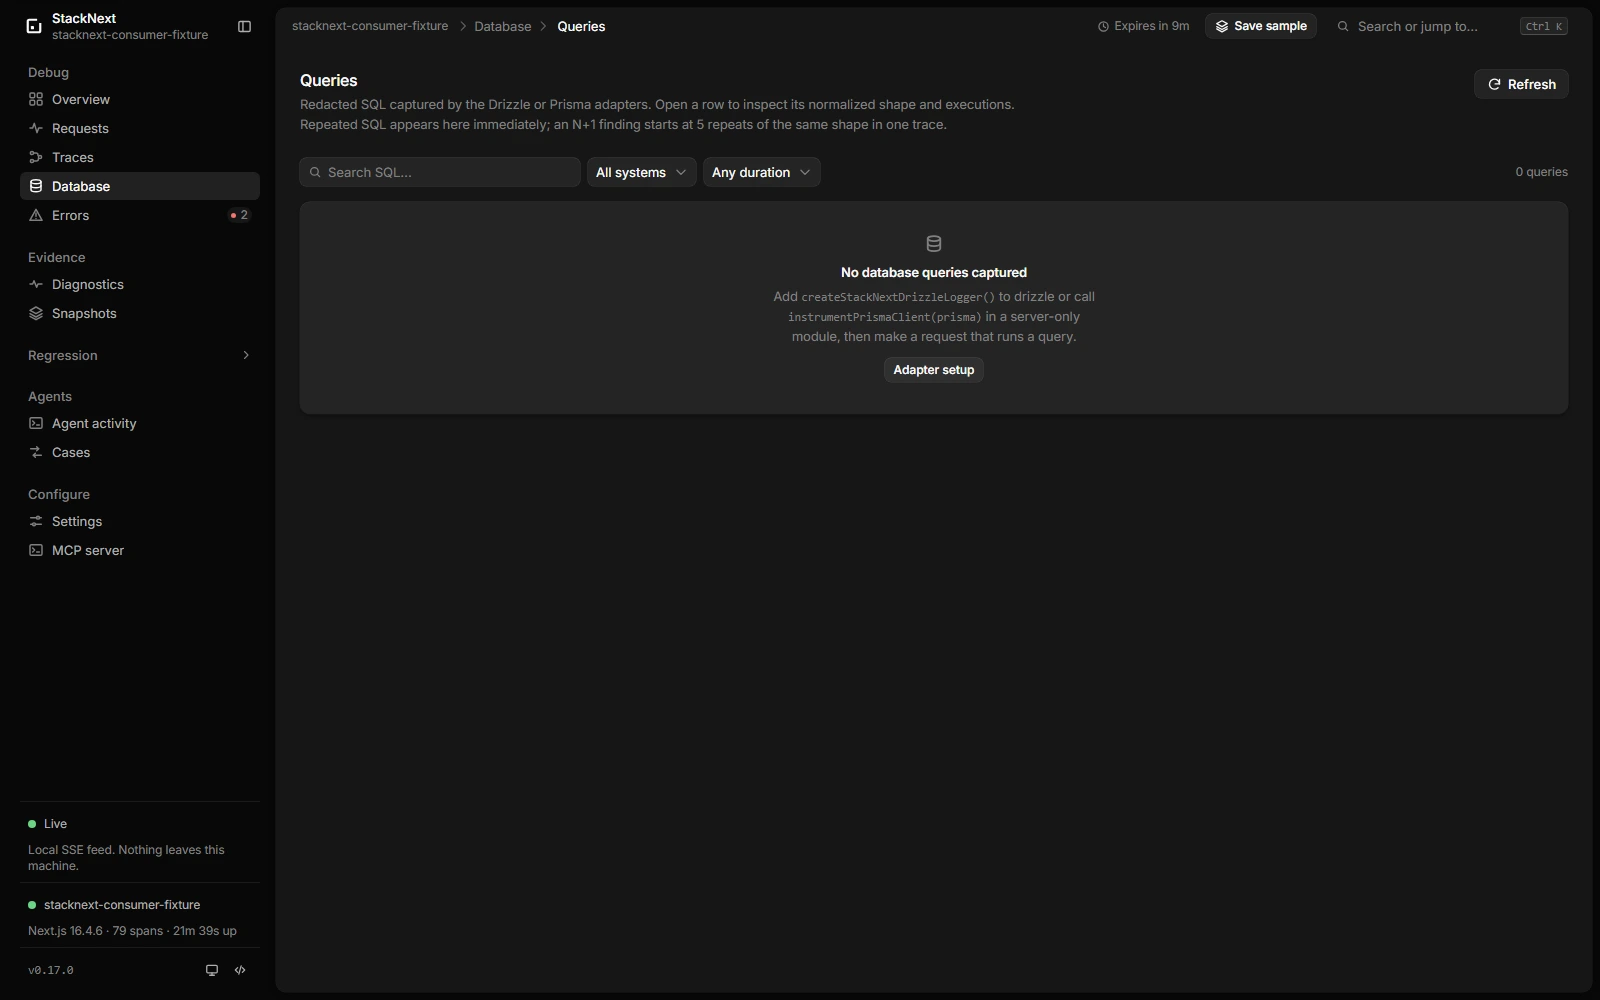 StackNext
stacknext-consumer-fixture
Debug
Overview
Requests
Traces
Database
Errors
2
Evidence
Diagnostics
Snapshots
Regression
Agents
Agent activity
Cases
Configure
Settings
MCP server
Live
Local SSE feed. Nothing leaves this
machine.
stacknext-consumer-fixture
Next.js 16.4.6 · 79 spans · 21m 39s up
v0.17.0
stacknext-consumer-fixture > Database > Queries
Expires in 9m
Save sample
Search or jump to...
Ctrl K
Queries
Redacted SQL captured by the Drizzle or Prisma adapters. Open a row to inspect its normalized shape and executions.
Repeated SQL appears here immediately; an N+1 finding starts at 5 repeats of the same shape in one trace.
Refresh
Search SQL...
All systems
Any duration
0 queries
No database queries captured
Add createStackNextDrizzleLogger() to drizzle or call
instrumentPrismaClient(prisma) in a server-only
module, then make a request that runs a query.
Adapter setup